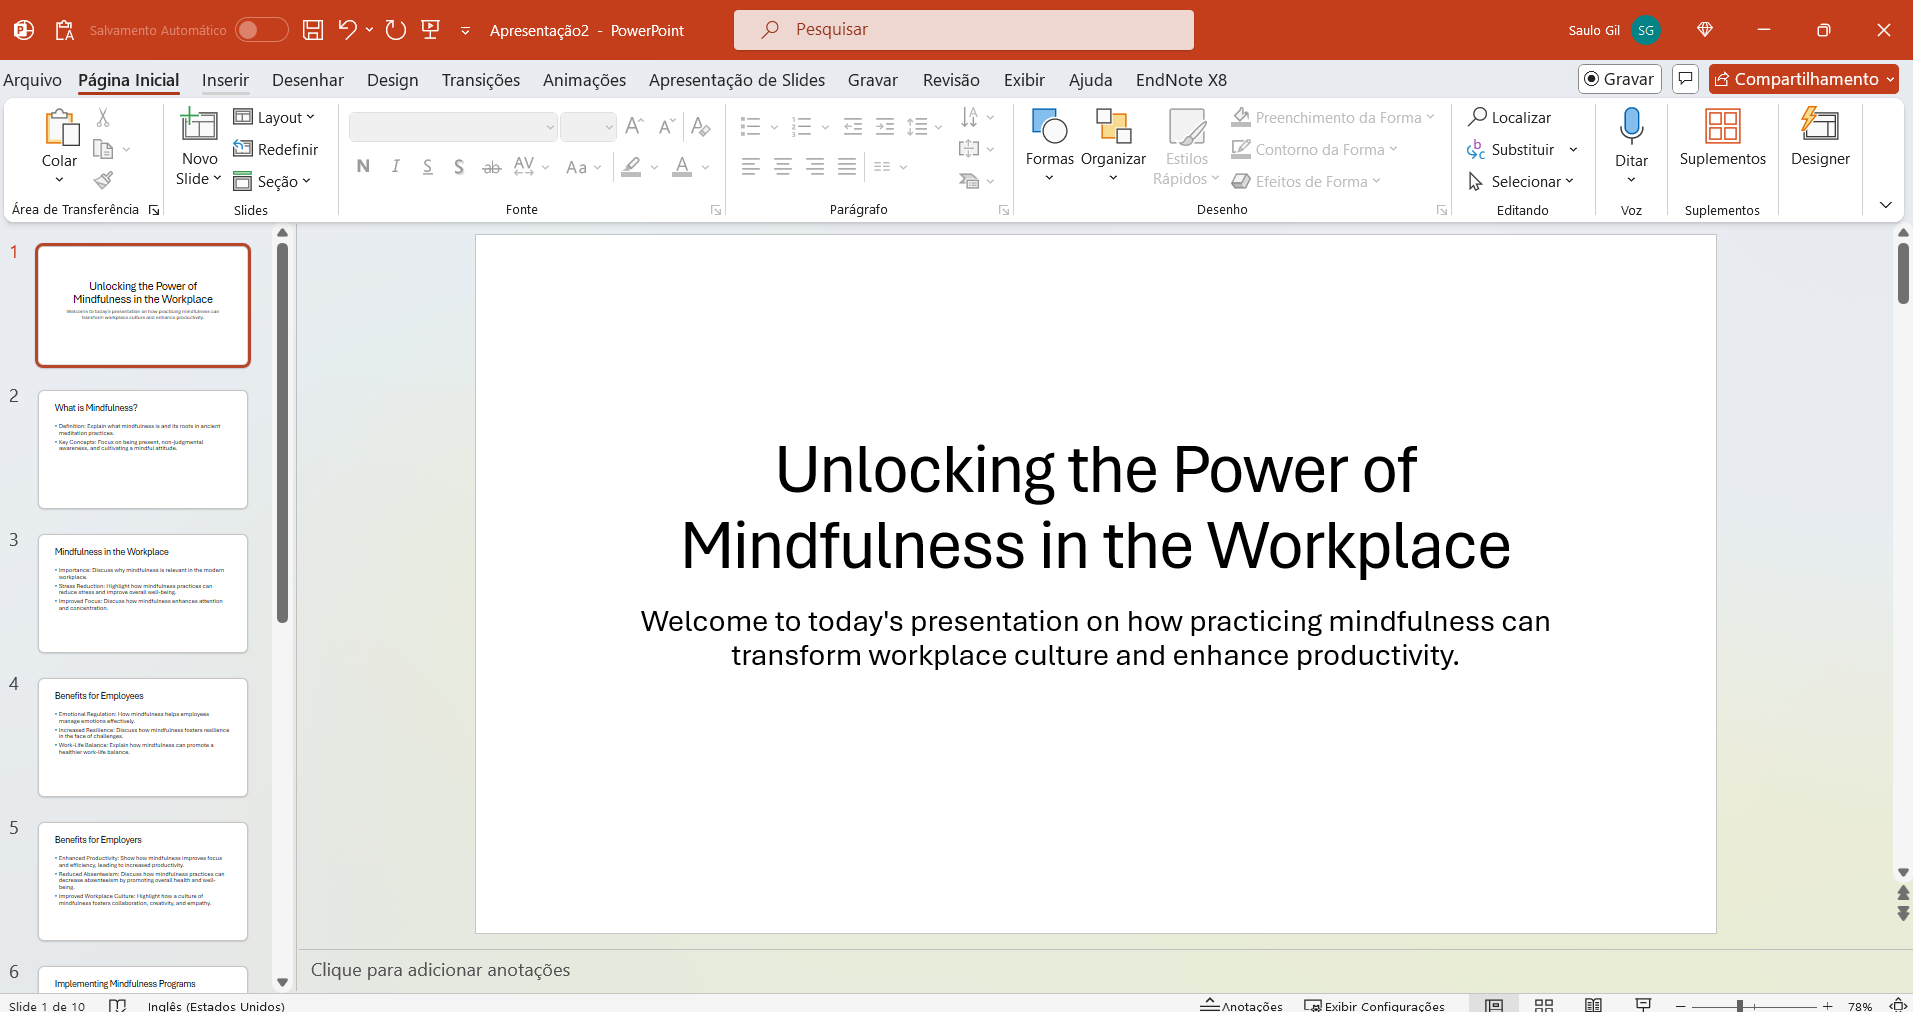 Salvamento Automático
Apresentação2 - PowerPoint
Pesquisar
Saulo Gil
SG
Arquivo
Página Inicial
Inserir
Desenhar
Design
Transições
Animações
Apresentação de Slides
Gravar
Revisão
Exibir
Ajuda
EndNote X8
Gravar
Compartilhamento
Colar
Área de Transferência
Novo
Slide
Layout
Redefinir
Seção
Slides
N I S S ab AV Aa A
Fonte
Parágrafo
Formas
Organizar
Estilos
Rápidos
Preenchimento da Forma
Contorno da Forma
Efeitos de Forma
Desenho
Localizar
Substituir
Selecionar
Editando
Ditar
Voz
Suplementos
Suplementos
Designer
1
Unlocking the Power of
Mindfulness in the Workplace
Welcome to today's presentation on how practicing mindfulness can
transform workplace culture and enhance productivity.
2
What is Mindfulness?
• Definition: Explain what mindfulness is and its roots in ancient
meditation practices.
• Key Concepts: Focus on being present, non-judgmental
awareness, and cultivating a mindful attitude.
3
Mindfulness in the Workplace
• Importance: Discuss why mindfulness is relevant in the modern
workplace.
• Stress Reduction: Highlight how mindfulness practices can
reduce stress and improve overall well-being.
• Improved Focus: Discuss how mindfulness enhances attention
and concentration.
4
Benefits for Employees
• Emotional Regulation: How mindfulness helps employees
manage emotions effectively.
• Increased Resilience: Discuss how mindfulness fosters resilience
in the face of challenges.
• Work-Life Balance: Explain how mindfulness can promote a
healthier work-life balance.
5
Benefits for Employers
• Enhanced Productivity: Show how mindfulness improves focus
and efficiency, leading to increased productivity.
• Reduced Absenteeism: Discuss how mindfulness practices can
decrease absenteeism by promoting overall health and well-
being.
• Improved Workplace Culture: Highlight how a culture of
mindfulness fosters collaboration, creativity, and empathy.
6
Implementing Mindfulness Programs
Unlocking the Power of
Mindfulness in the Workplace
Welcome to today's presentation on how practicing mindfulness can
transform workplace culture and enhance productivity.
Clique para adicionar anotações
Slide 1 de 10
Inglês (Estados Unidos)
Anotações
Exibir Configurações
78%